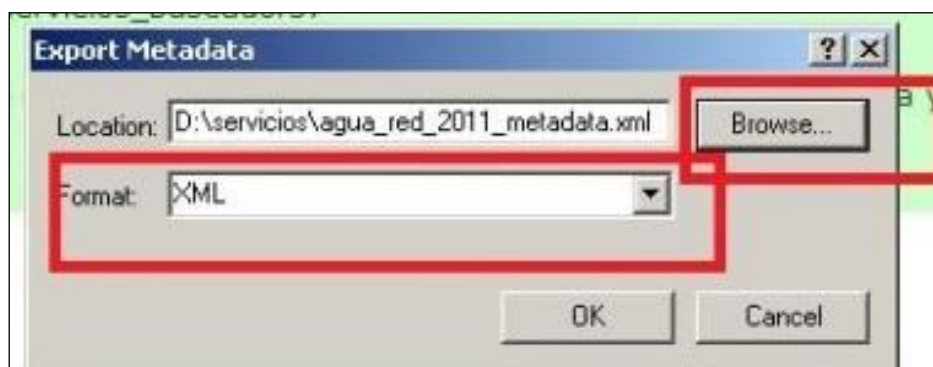 Export Metadata
Location: D:\servicios\agua_red_2011_metadata.xml Browse...
Format: XML
OK Cancel